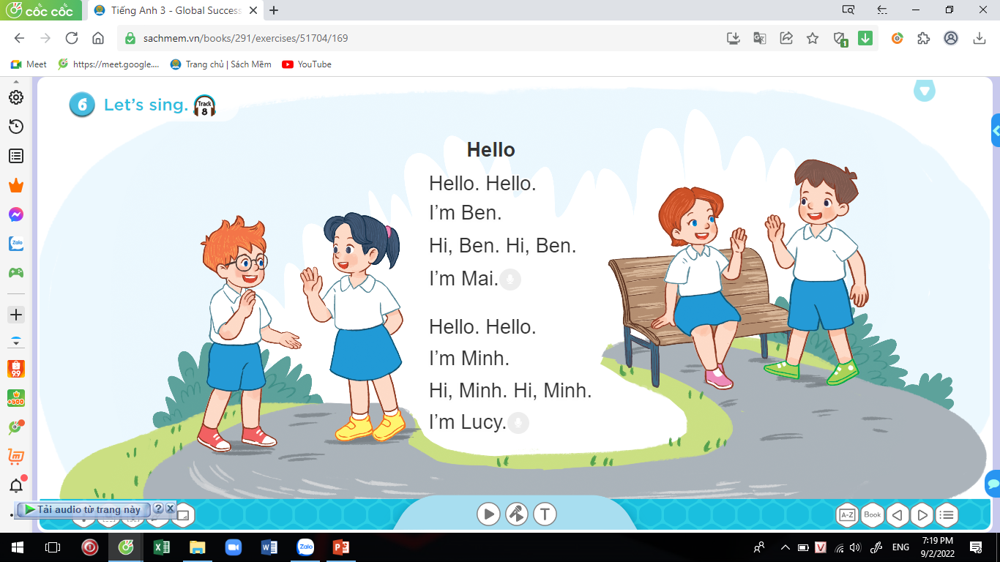 cốc cốc
Tiếng Anh 3 - Global Success
sachmem.vn/books/291/exercises/51704/169
1
Meet
https://meet.google....
Trang chủ | Sách Mềm
YouTube
6 Let's sing. Track 8
Hello
Hello. Hello.
I'm Ben.
Hi, Ben. Hi, Ben.
I'm Mai.
Hello. Hello.
I'm Minh.
Hi, Minh. Hi, Minh.
I'm Lucy.
Zalo
99
+500
Tải audio từ trang này
?
T
A-Z
Book
Zalo
V
ENG
7:19 PM
9/2/2022